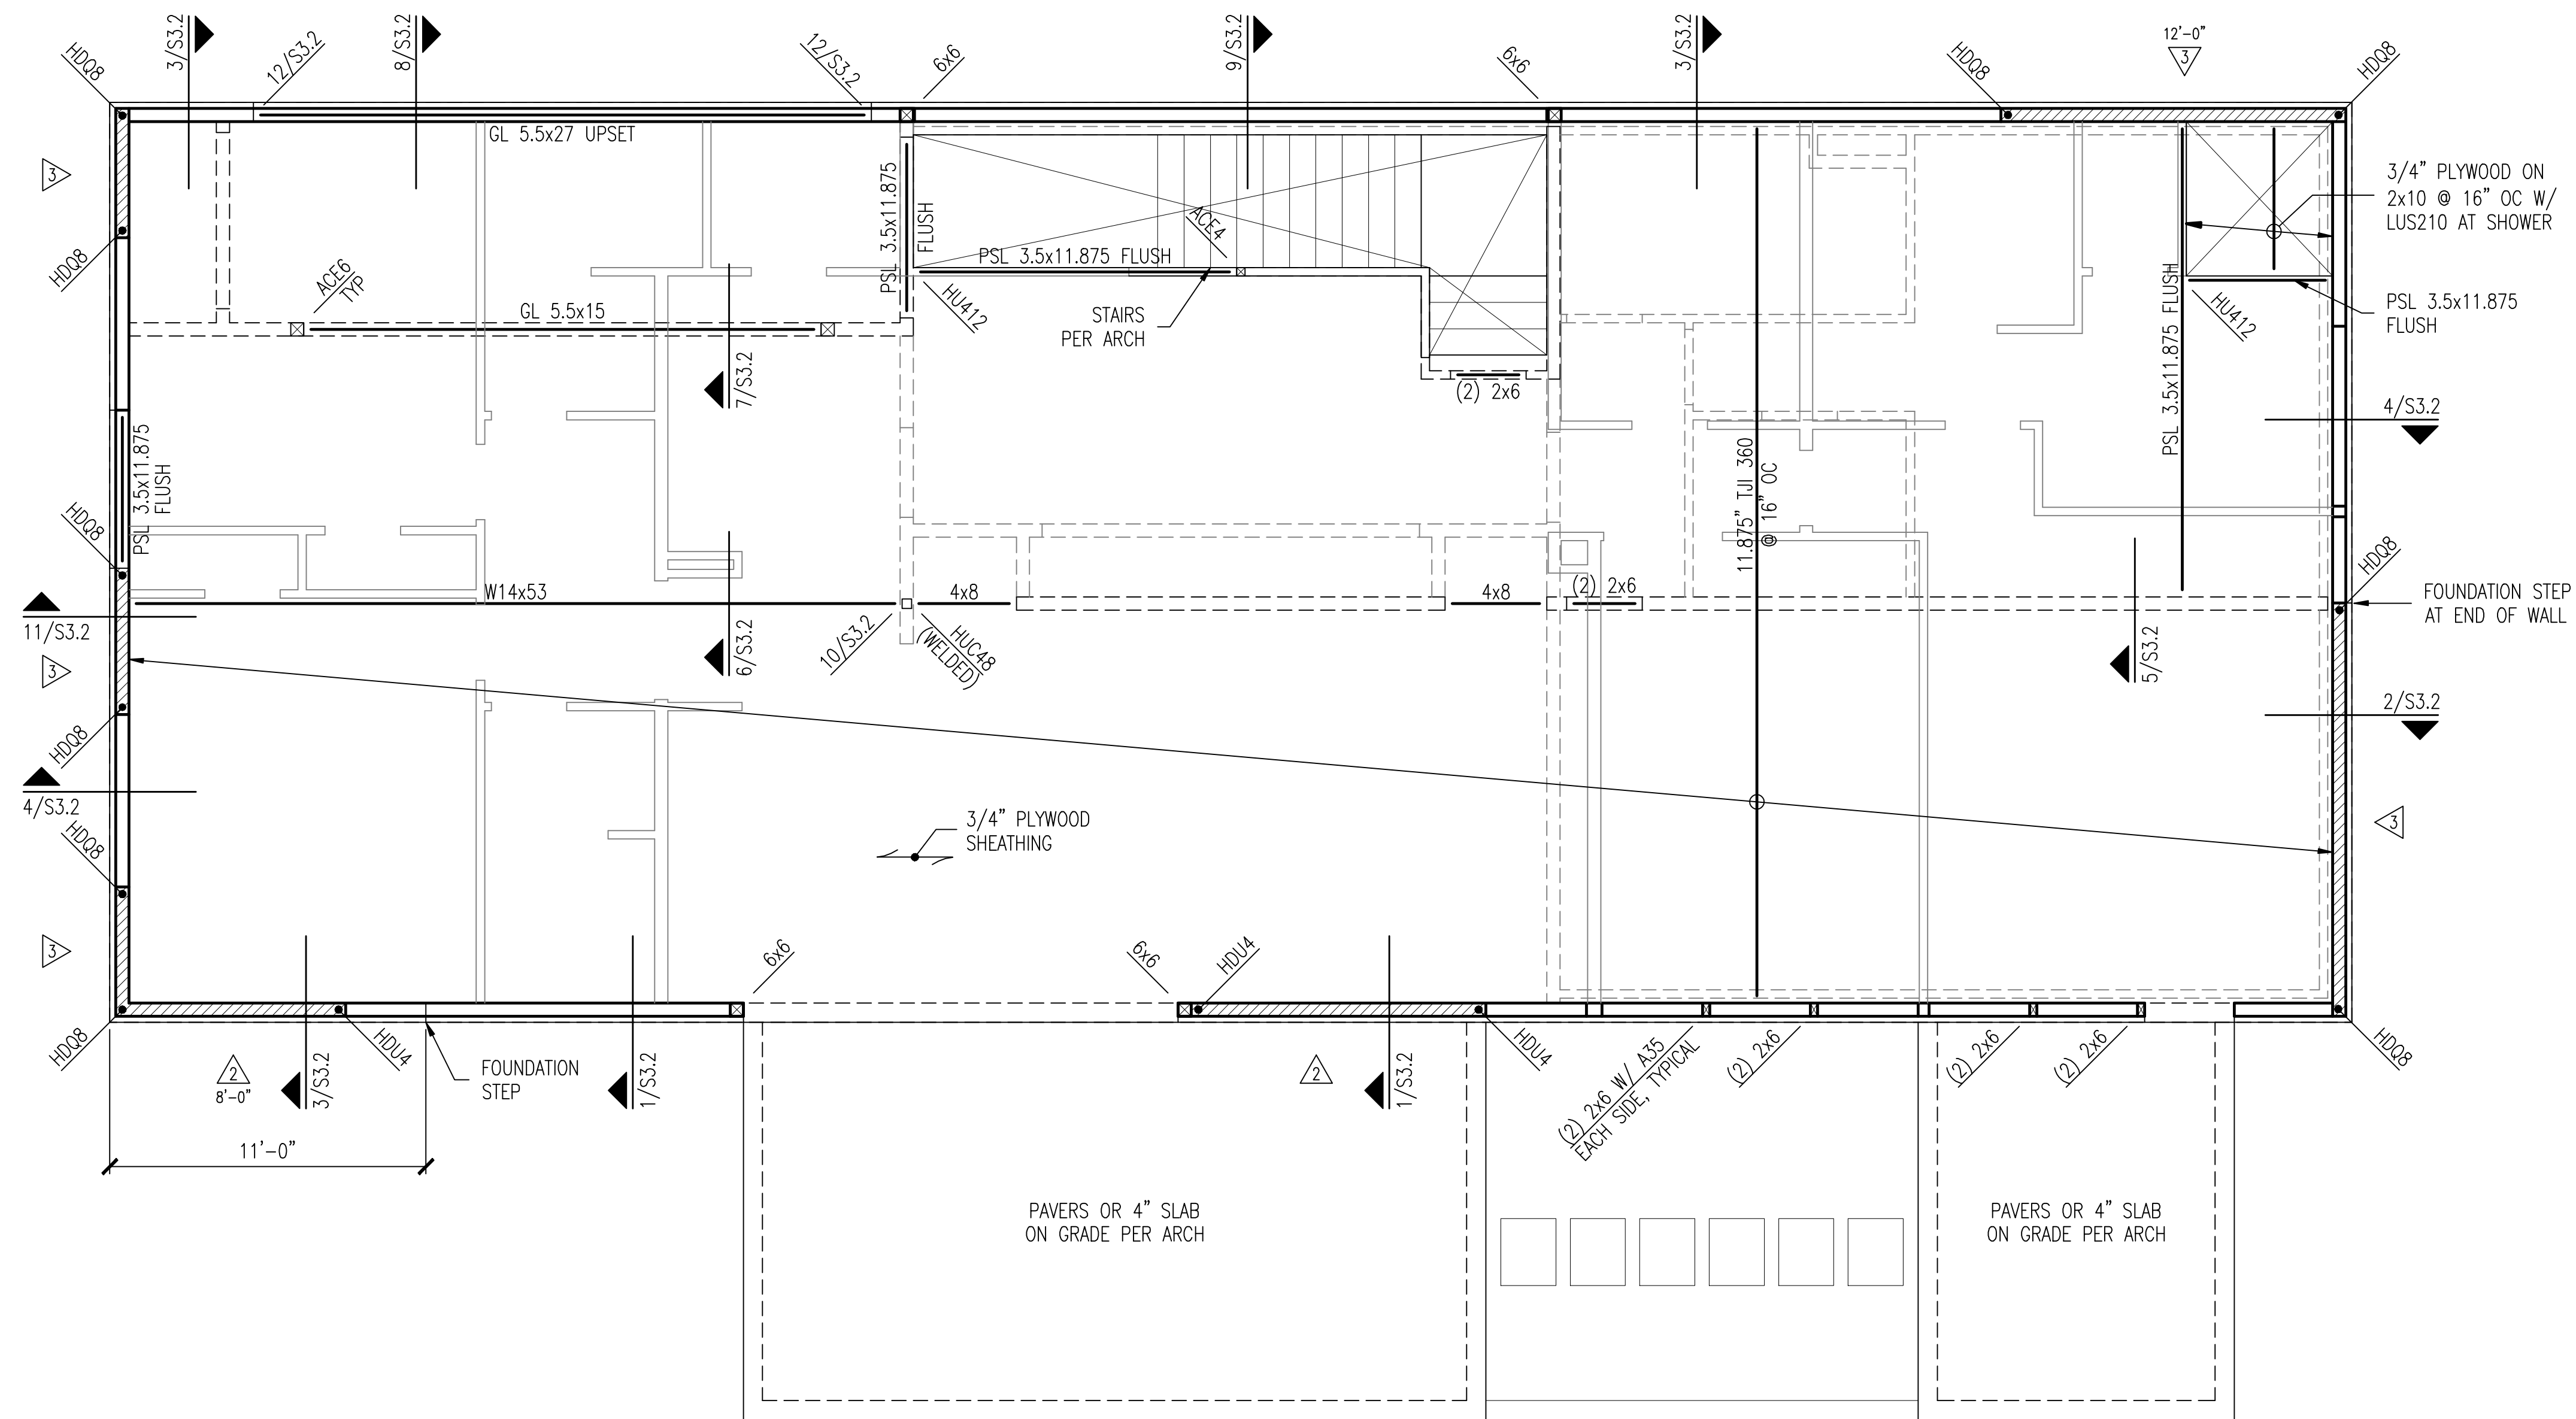 3/S3.2
8/S3.2
9/S3.2
3/S3.2
12'-0"
3
HDQ8
12/S3.2
12/S3.2
6x6
6x6
HDQ8
HDQ8
GL 5.5x27 UPSET
3
HDQ8
PSL 3.5x11.875
FLUSH
ACE4
PSL 3.5x11.875 FLUSH
HU412
STAIRS
PER ARCH
ACE6
TYP
GL 5.5x15
7/S3.2
(2) 2x6
3/4" PLYWOOD ON
2x10 @ 16" OC W/
LUS210 AT SHOWER
PSL 3.5x11.875
FLUSH
HU412
PSL 3.5x11.875 FLUSH
4/S3.2
11.875" TJI 360
@ 16" OC
PSL 3.5x11.875
FLUSH
HDQ8
W14x53
4x8
4x8
(2) 2x6
HDQ8
FOUNDATION STEP
AT END OF WALL
11/S3.2
10/S3.2
HUC48
(WELDED)
6/S3.2
5/S3.2
3
2/S3.2
HDQ8
4/S3.2
HDQ8
3/4" PLYWOOD
SHEATHING
3
3
6x6
6x6
HDU4
HDQ8
2
8'-0"
3/S3.2
HDU4
FOUNDATION
STEP
1/S3.2
2
1/S3.2
HDU4
(2) 2x6 W/ A35
EACH SIDE, TYPICAL
(2) 2x6
(2) 2x6
(2) 2x6
HDQ8
11'-0"
PAVERS OR 4" SLAB
ON GRADE PER ARCH
PAVERS OR 4" SLAB
ON GRADE PER ARCH